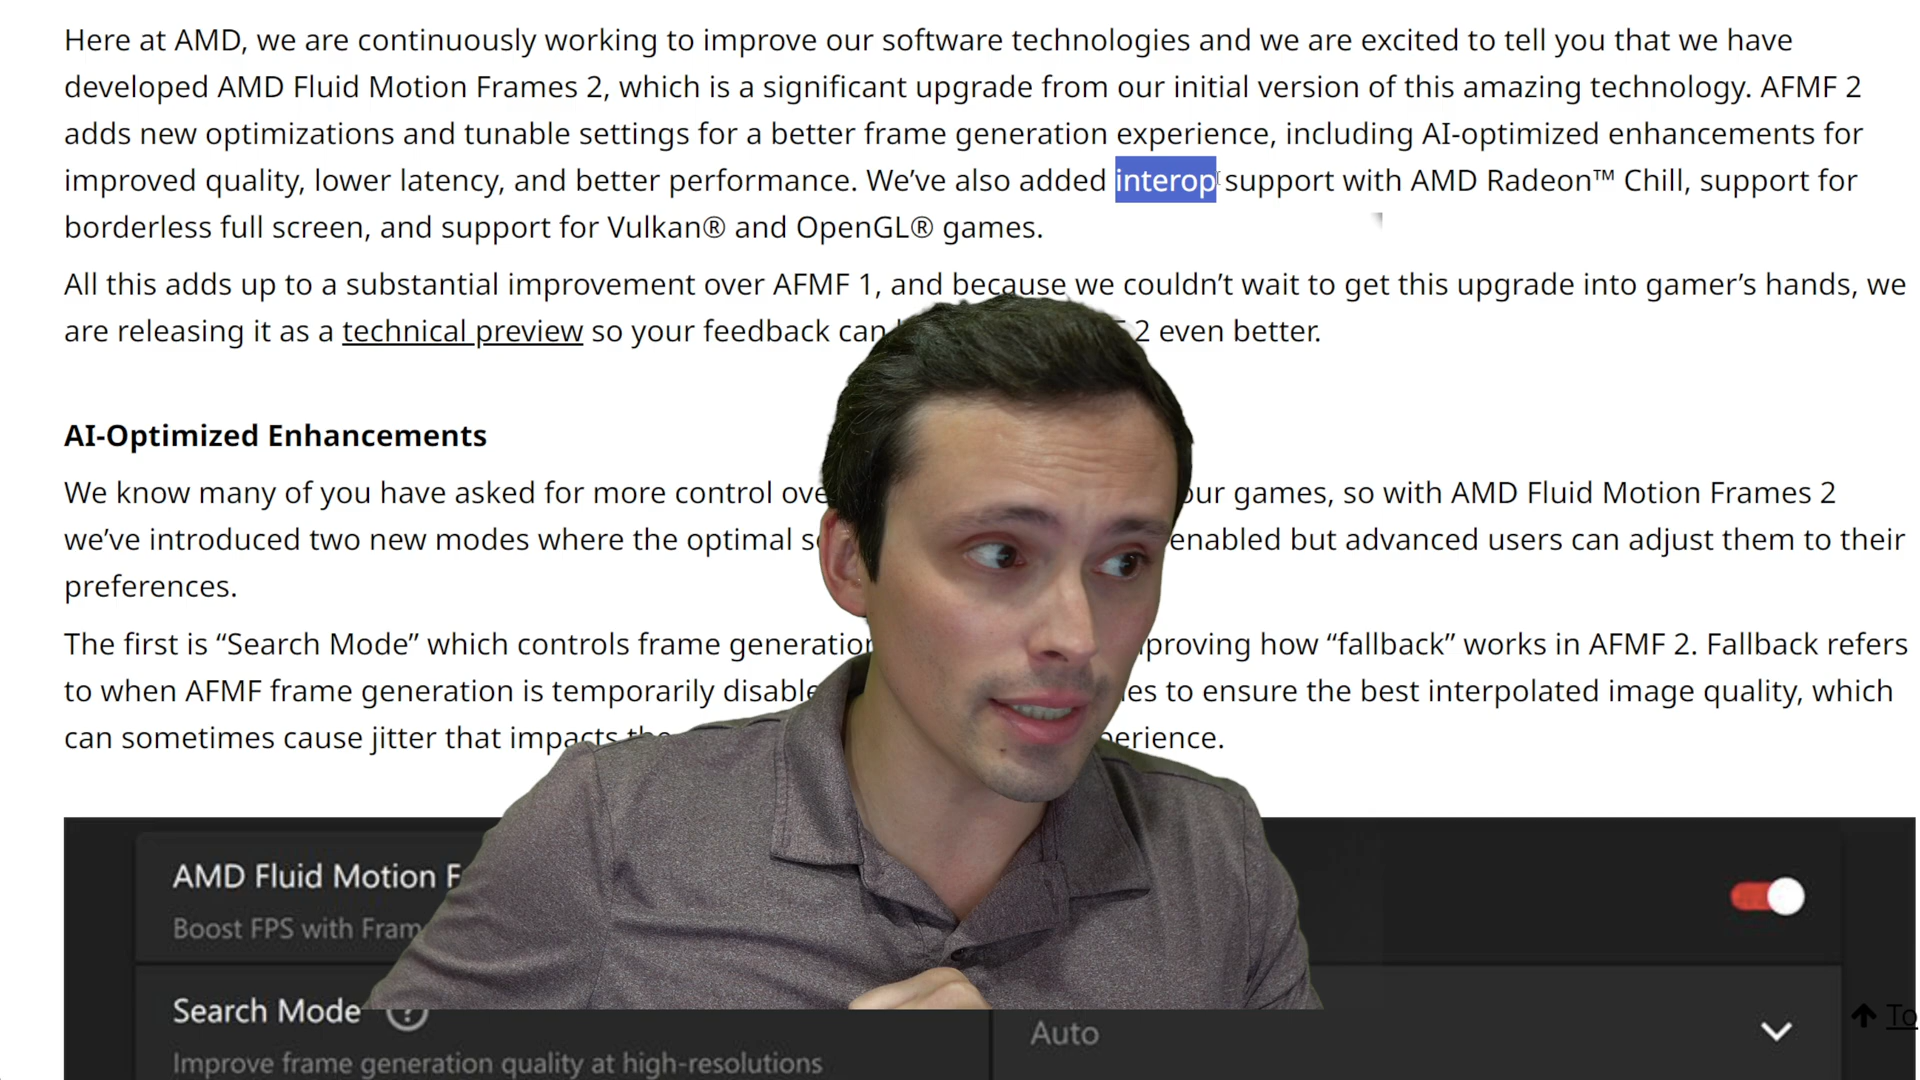 Here at AMD, we are continuously working to improve our software technologies and we are excited to tell you that we have
developed AMD Fluid Motion Frames 2, which is a significant upgrade from our initial version of this amazing technology. AFMF 2
adds new optimizations and tunable settings for a better frame generation experience, including AI-optimized enhancements for
improved quality, lower latency, and better performance. We’ve also added interop support with AMD Radeon™ Chill, support for
borderless full screen, and support for Vulkan® and OpenGL® games.
All this adds up to a substantial improvement over AFMF 1, and because we couldn’t wait to get this upgrade into gamer’s hands, we
are releasing it as a technical preview so your feedback can 2 even better.
AI-Optimized Enhancements
We know many of you have asked for more control games, so with AMD Fluid Motion Frames 2
we’ve introduced two new modes where the optimal enabled but advanced users can adjust them to their
preferences.
The first is “Search Mode” which controls frame generation how “fallback” works in AFMF 2. Fallback refers
to when AFMF frame generation is temporarily to ensure the best interpolated image quality, which
can sometimes cause jitter that impacts the experience.
AMD Fluid Motion
Boost FPS with
Search Mode ?
Auto
Improve frame generation quality at high-resolutions
To